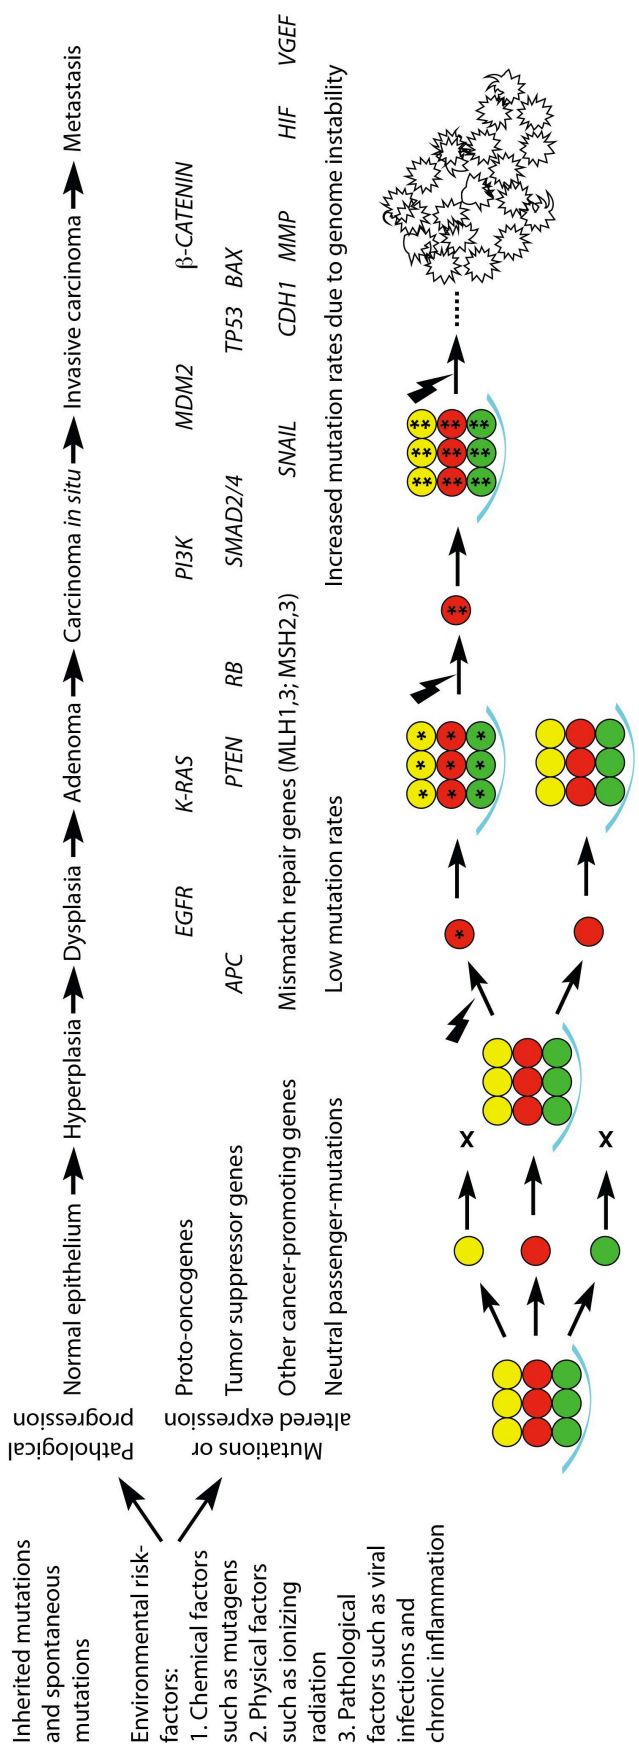 Inherited mutations
and spontaneous
mutations
Environmental risk-
factors:
1. Chemical factors
such as mutagens
2. Physical factors
such as ionizing
radiation
3. Pathological
factors such as viral
infections and
chronic inflammation
Pathological
progression
Normal epithelium Hyperplasia Dysplasia Adenoma Carcinoma in situ Invasive carcinoma Metastasis
Mutations or
altered expression
Proto-oncogenes EGFR K-RAS PI3K MDM2 β-CATENIN
Tumor suppressor genes APC PTEN RB SMAD2/4 TP53 BAX
Other cancer-promoting genes Mismatch repair genes (MLH1,3; MSH2,3) SNAIL CDH1 MMP HIF VGEF
Neutral passenger-mutations Low mutation rates Increased mutation rates due to genome instability
X
X